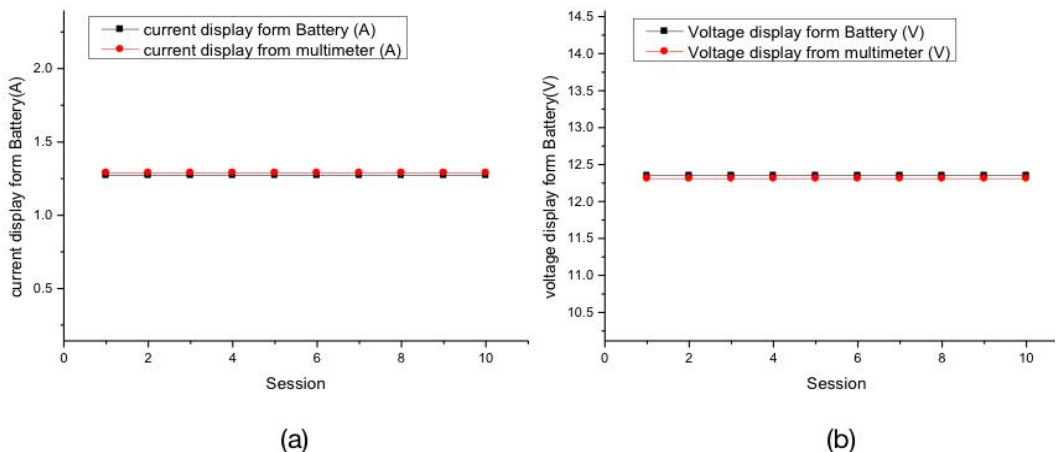 current display form Battery (A)
current display from multimeter (A)
2.0
1.5
1.0
0.5
current display form Battery(A)
0
2
4
6
8
10
Session
(a)
Voltage display form Battery (V)
Voltage display from multimeter (V)
14.5
14.0
13.5
13.0
12.5
12.0
11.5
11.0
10.5
voltage display form Battery(V)
0
2
4
6
8
10
Session
(b)